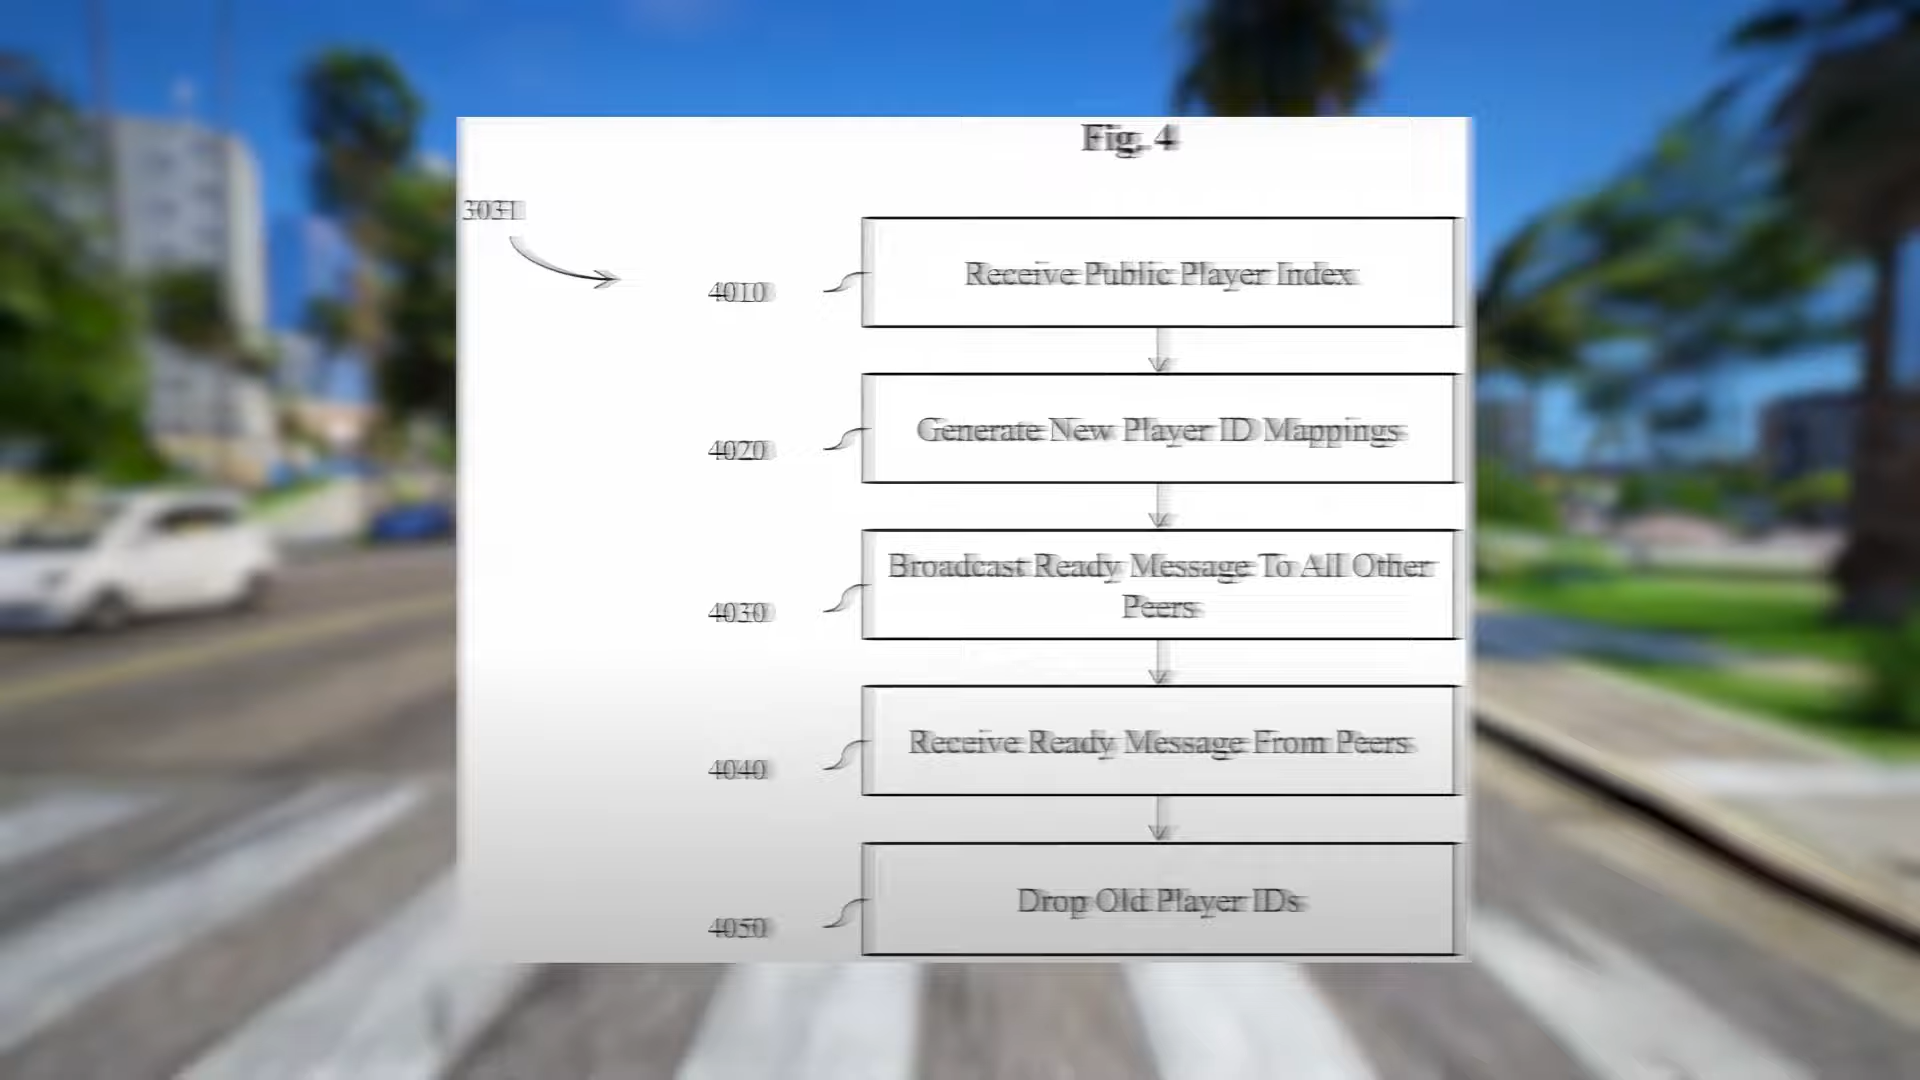 Fig. 4
3031
4010
Receive Public Player Index
4020
Generate New Player ID Mappings
4030
Broadcast Ready Message To All Other
Peers
4040
Receive Ready Message From Peers
4050
Drop Old Player IDs